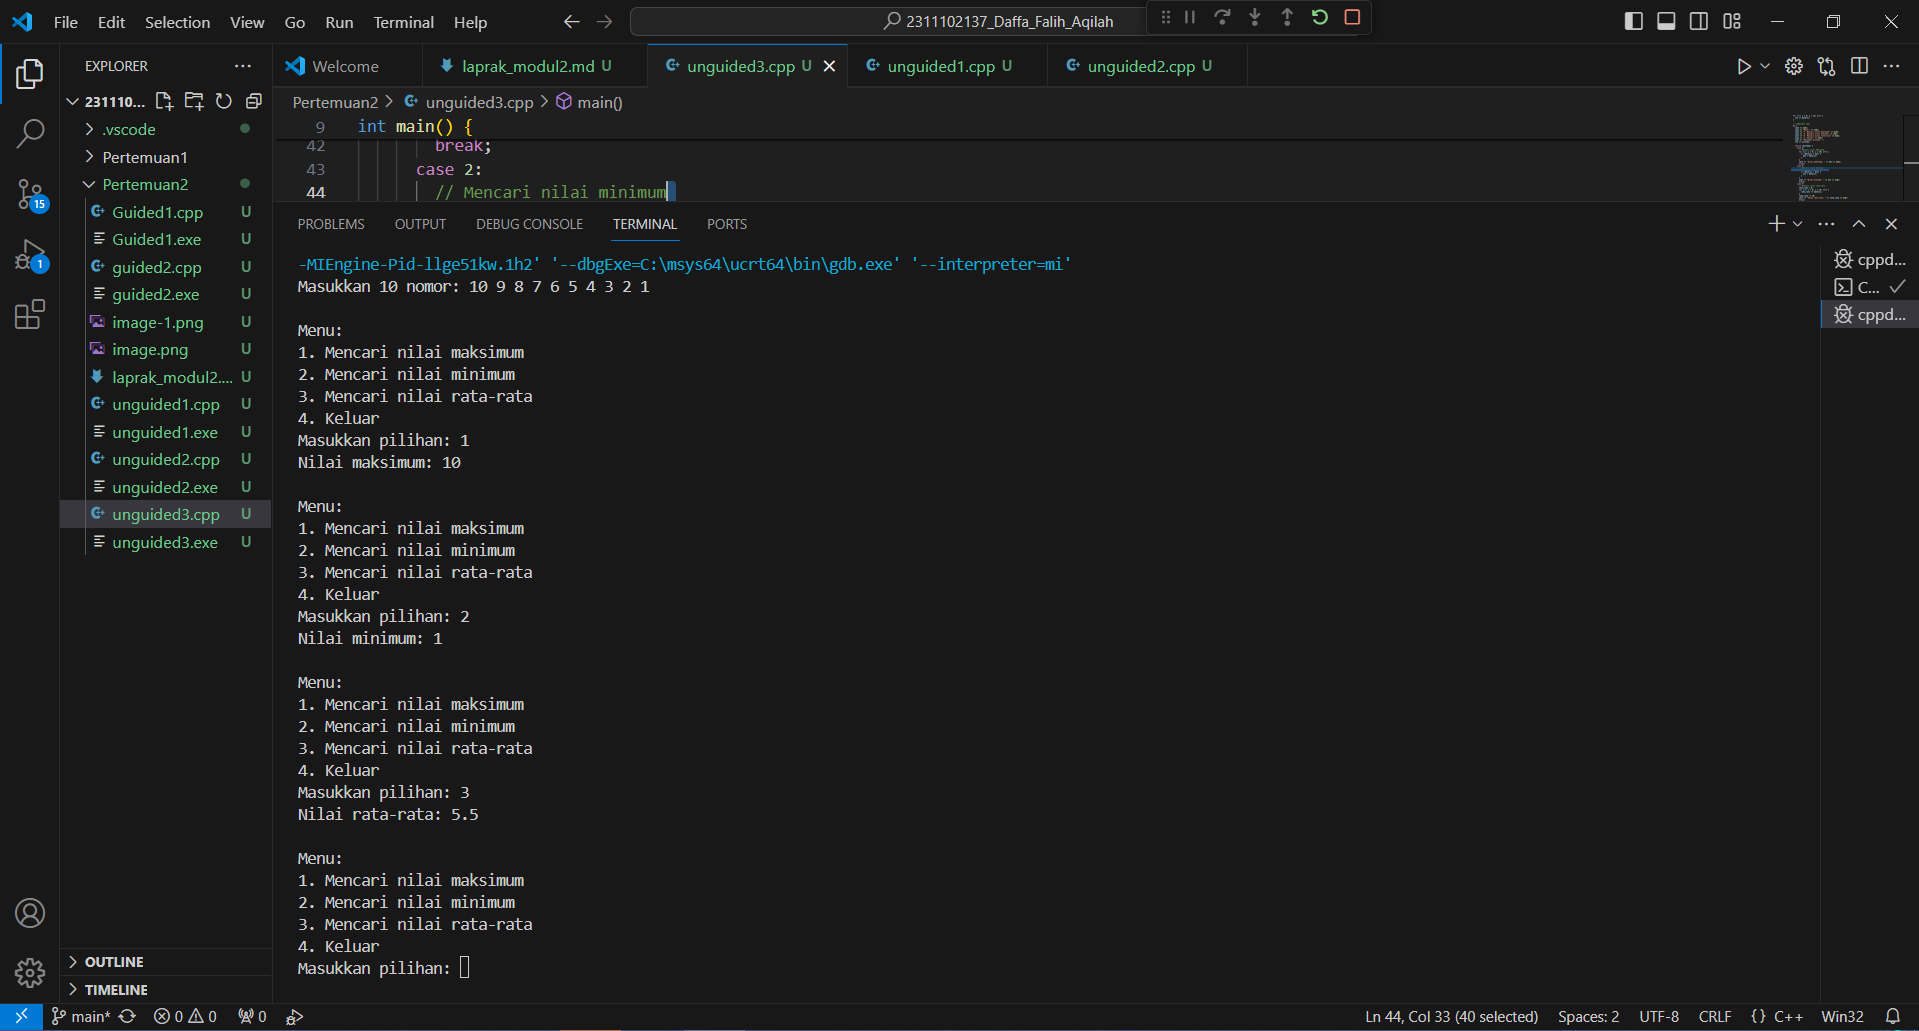 File Edit Selection View Go Run Terminal Help
2311102137_Daffa_Falih_Aqilah
EXPLORER
231110...
.vscode
Pertemuan1
Pertemuan2
Guided1.cpp U
Guided1.exe U
guided2.cpp U
guided2.exe U
image-1.png U
image.png U
laprak_modul2.... U
unguided1.cpp U
unguided1.exe U
unguided2.cpp U
unguided2.exe U
unguided3.cpp U
unguided3.exe U
OUTLINE
TIMELINE
15
1
Welcome
laprak_modul2.md U
unguided3.cpp U
unguided1.cpp U
unguided2.cpp U
Pertemuan2 > unguided3.cpp > main()
9 int main() {
42 break;
43 case 2:
44 // Mencari nilai minimum
PROBLEMS OUTPUT DEBUG CONSOLE TERMINAL PORTS
-MIEngine-Pid-llge51kw.1h2' '--dbgExe=C:\msys64\ucrt64\bin\gdb.exe' '--interpreter=mi'
Masukkan 10 nomor: 10 9 8 7 6 5 4 3 2 1
Menu:
1. Mencari nilai maksimum
2. Mencari nilai minimum
3. Mencari nilai rata-rata
4. Keluar
Masukkan pilihan: 1
Nilai maksimum: 10
Menu:
1. Mencari nilai maksimum
2. Mencari nilai minimum
3. Mencari nilai rata-rata
4. Keluar
Masukkan pilihan: 2
Nilai minimum: 1
Menu:
1. Mencari nilai maksimum
2. Mencari nilai minimum
3. Mencari nilai rata-rata
4. Keluar
Masukkan pilihan: 3
Nilai rata-rata: 5.5
Menu:
1. Mencari nilai maksimum
2. Mencari nilai minimum
3. Mencari nilai rata-rata
4. Keluar
Masukkan pilihan:
cppd...
C...
cppd...
main* 0 0 0
Ln 44, Col 33 (40 selected) Spaces: 2 UTF-8 CRLF {} C++ Win32